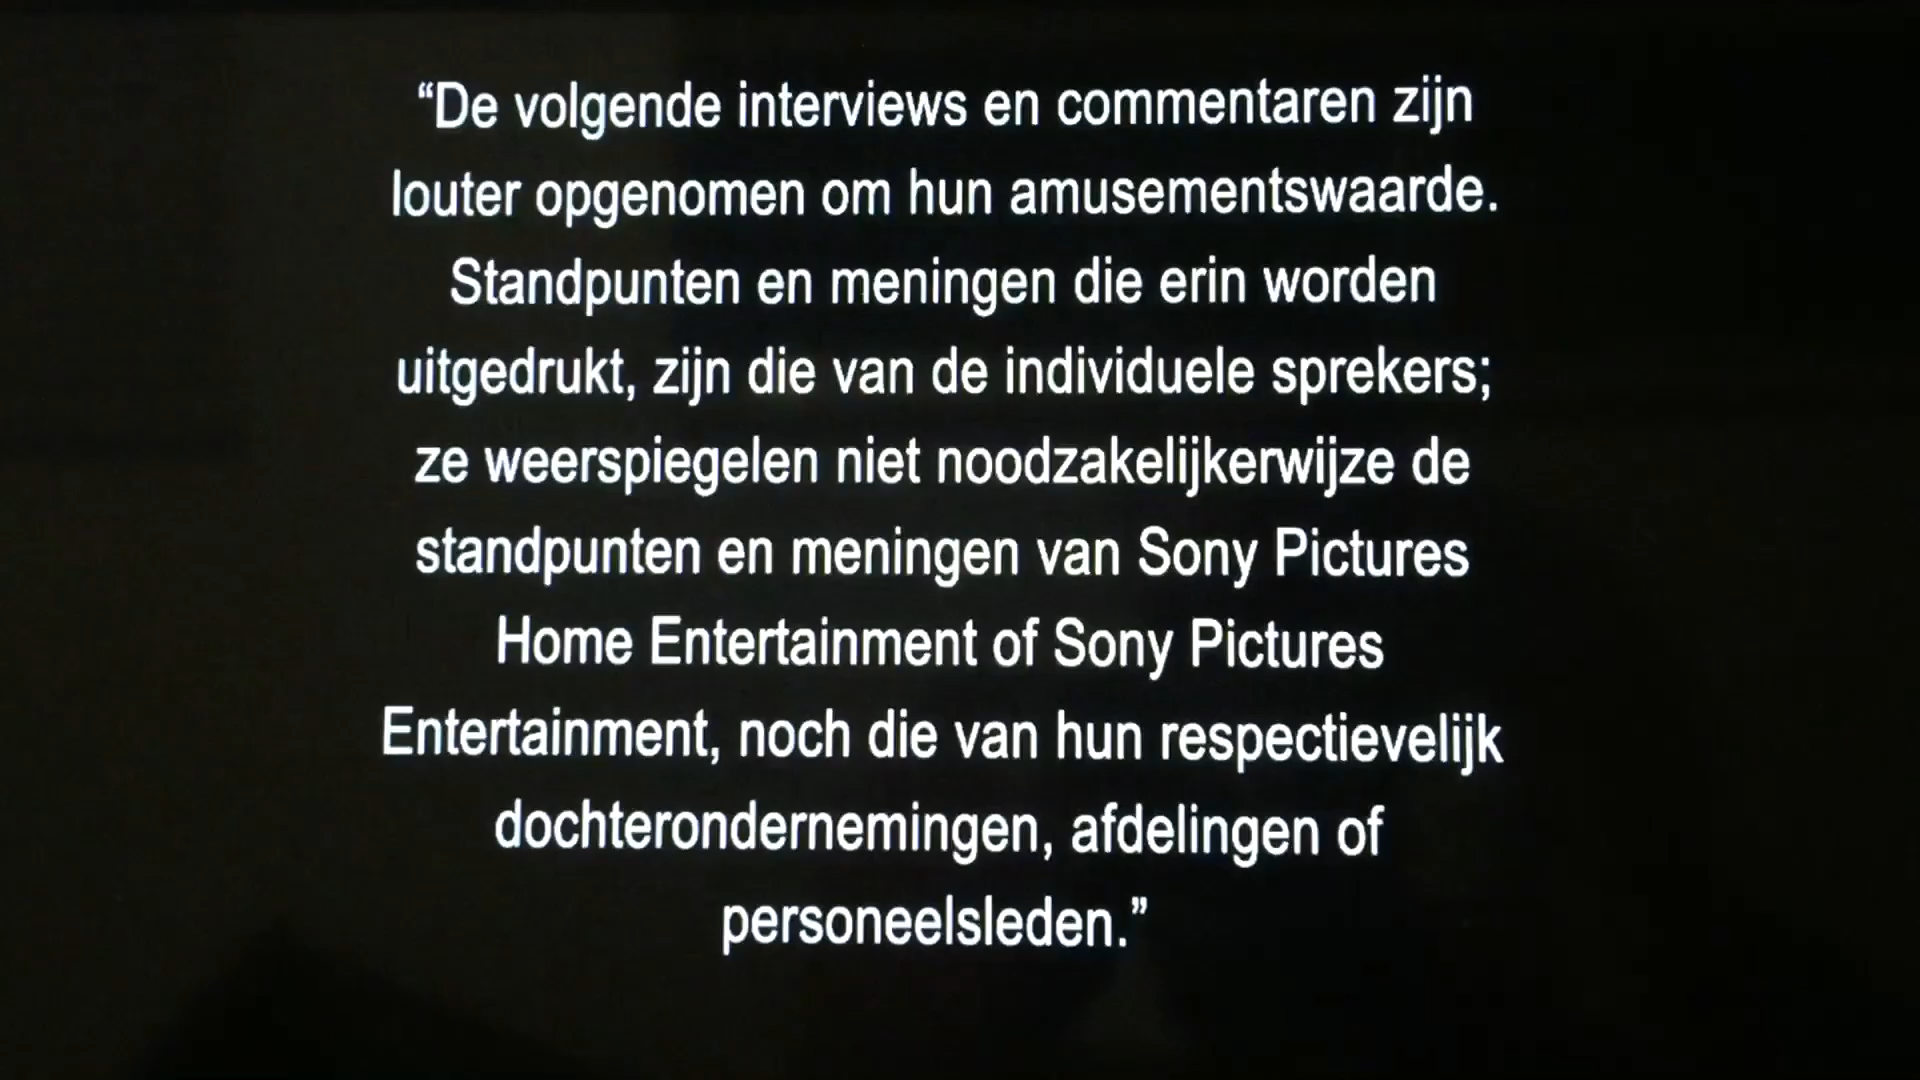 “De volgende interviews en commentaren zijn
louter opgenomen om hun amusementswaarde.
Standpunten en meningen die erin worden
uitgedrukt, zijn die van de individuele sprekers;
ze weerspiegelen niet noodzakelijkerwijze de
standpunten en meningen van Sony Pictures
Home Entertainment of Sony Pictures
Entertainment, noch die van hun respectievelijk
dochterondernemingen, afdelingen of
personeelsleden.”